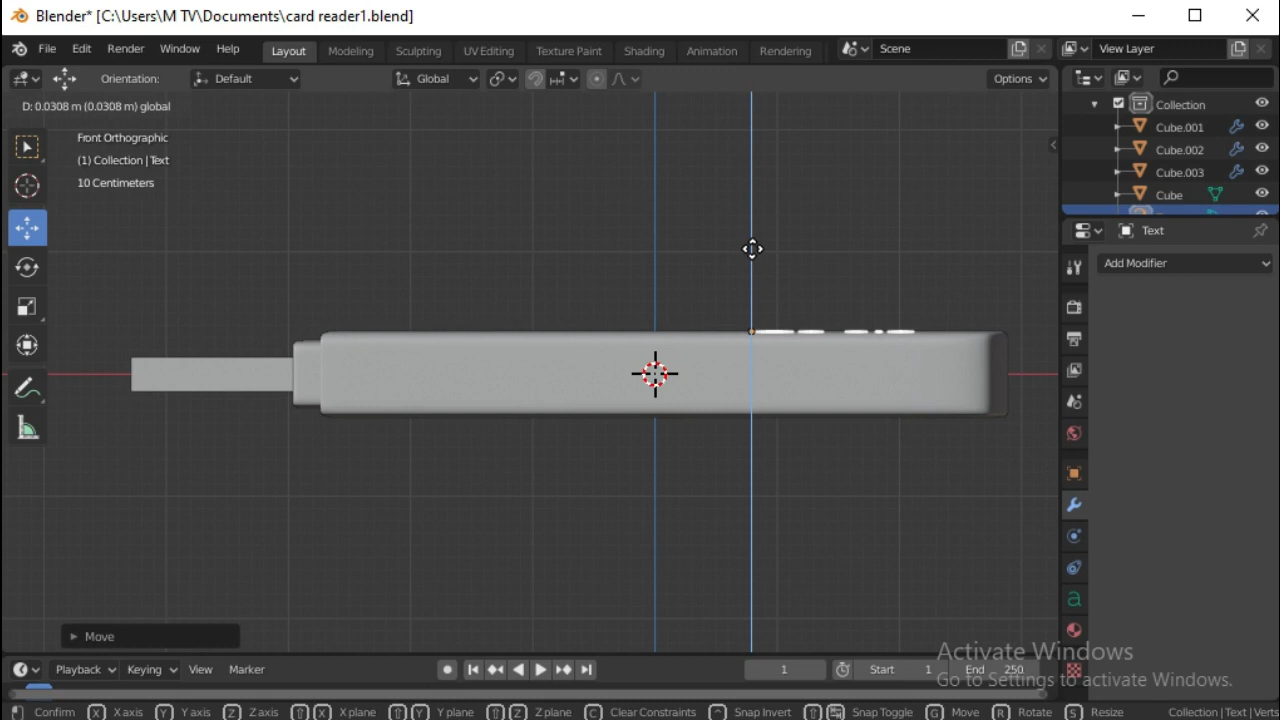 Blender* [C:\Users\M TV\Documents\card reader1.blend]
File Edit Render Window Help Layout Modeling Sculpting UV Editing Texture Paint Shading Animation Rendering Scene View Layer
Orientation: Default Global Options
D: 0.0308 m (0.0308 m) global
Front Orthographic
(1) Collection | Text
10 Centimeters
Collection
Cube.001
Cube.002
Cube.003
Cube
Text
Add Modifier
Move
Activate Windows
Go to Settings to activate Windows.
Playback Keying View Marker 1 Start 1 End 250
Confirm X X axis Y Y axis Z Z axis X X plane Y Y plane Z Z plane C Clear Constraints Snap Invert Snap Toggle G Move R Rotate S Resize Collection | Text | Verts